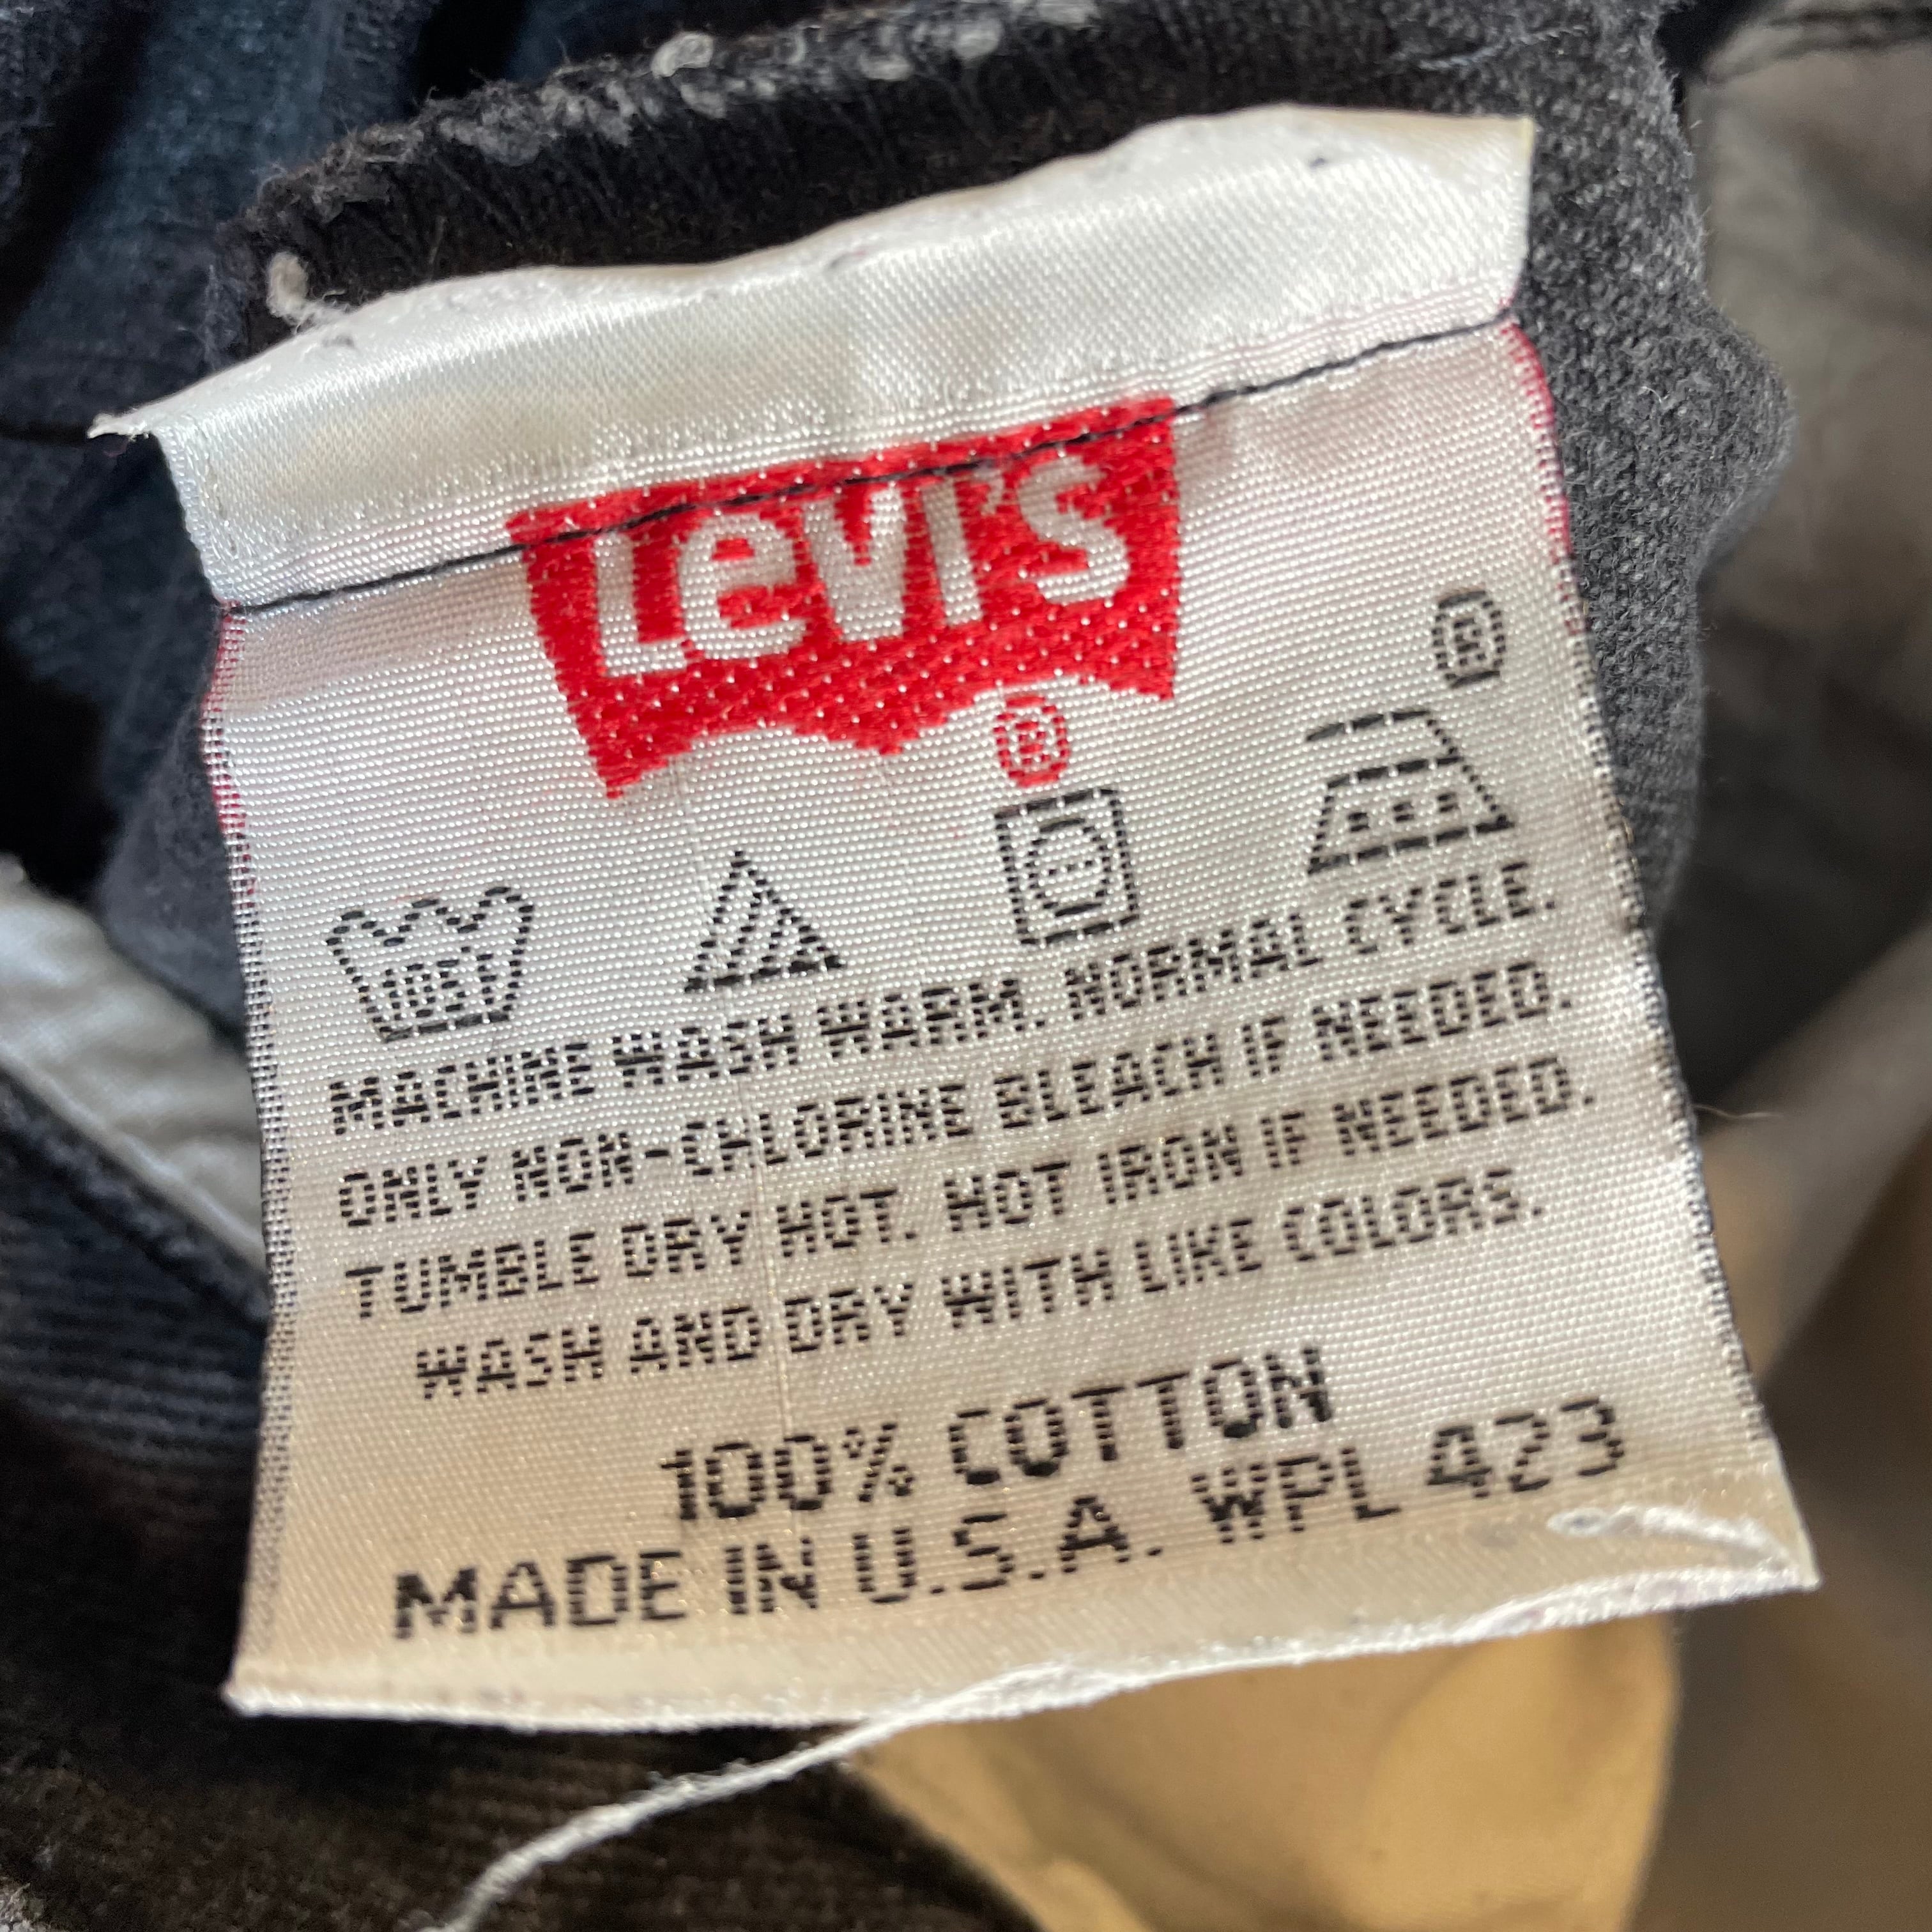 Levi's
®
®
105F
MACHINE WASH WARM. NORMAL CYCLE.
ONLY NON-CHLORINE BLEACH IF NEEDED.
TUMBLE DRY HOT. HOT IRON IF NEEDED.
WASH AND DRY WITH LIKE COLORS.
100% COTTON
MADE IN U.S.A. WPL 423